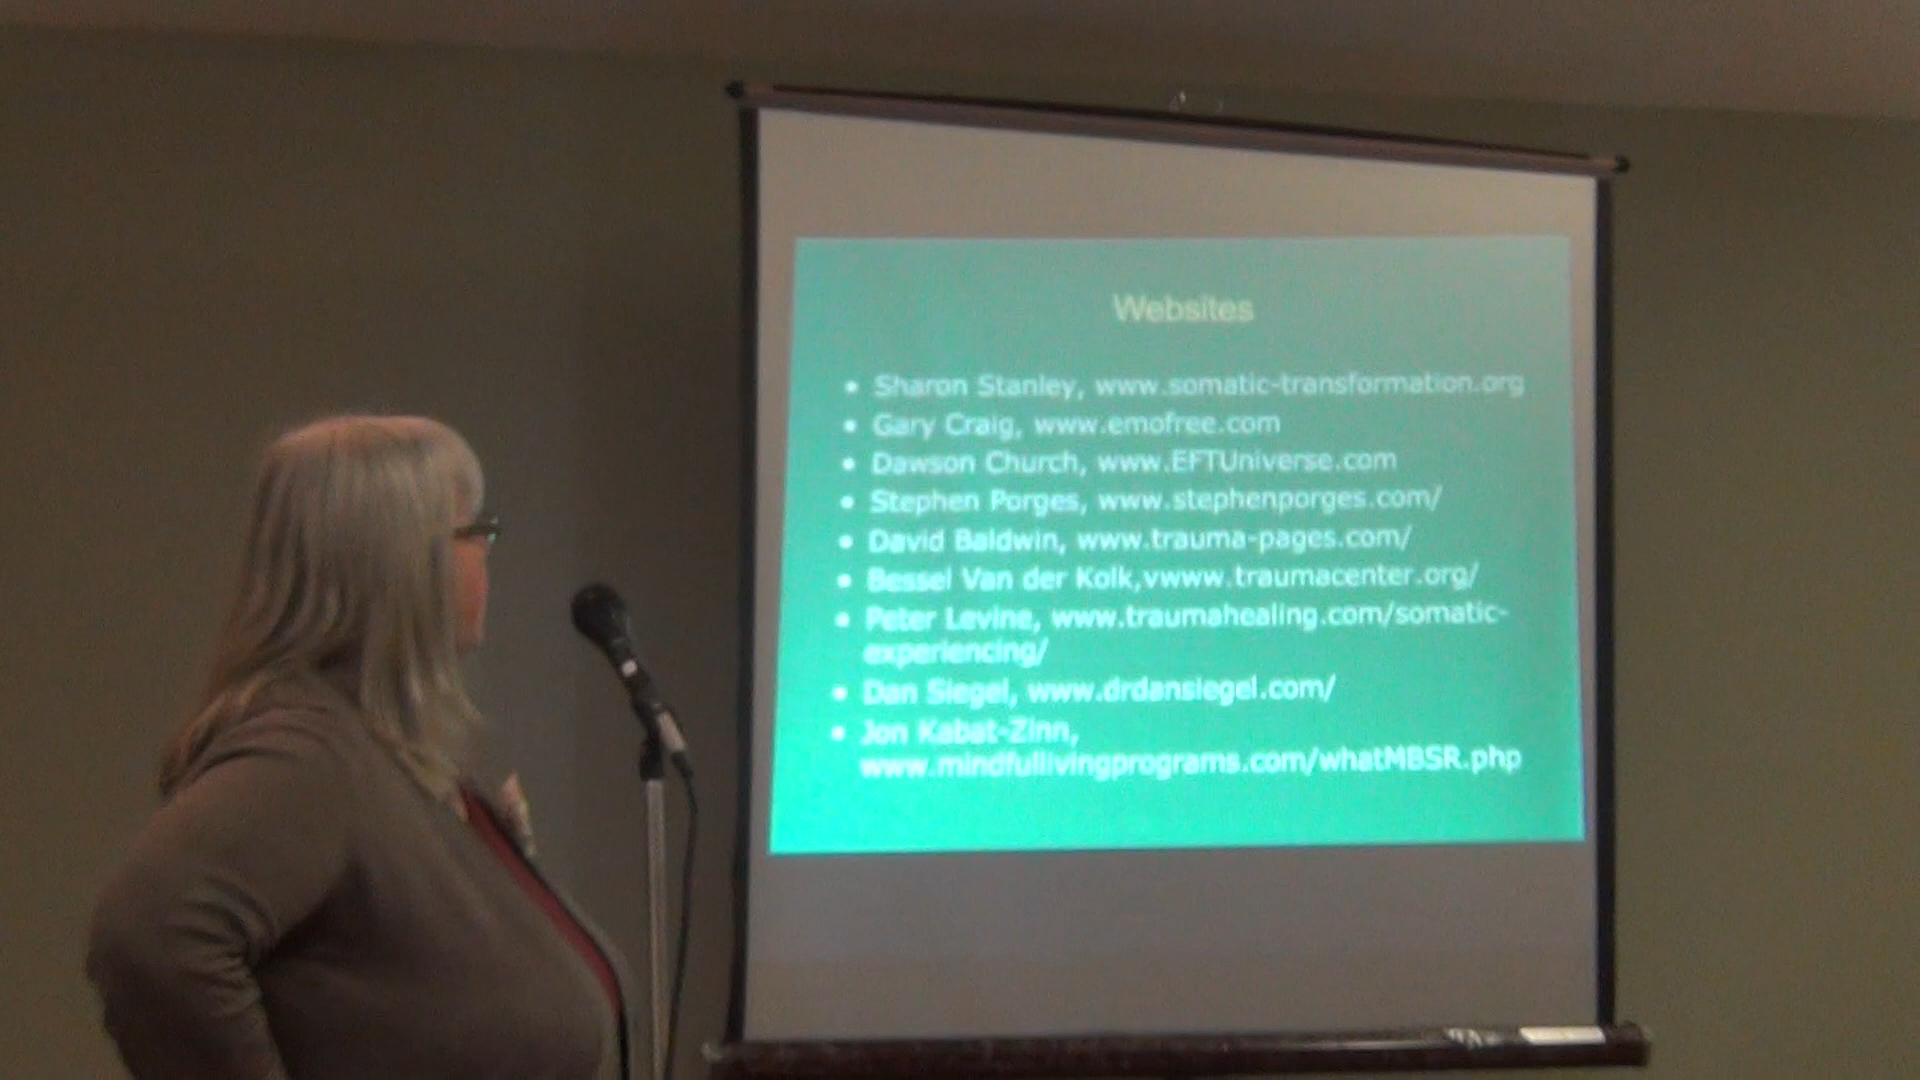 Websites
• Sharon Stanley, www.somatic-transformation.org
• Gary Craig, www.emofree.com
• Dawson Church, www.EFTUniverse.com
• Stephen Porges, www.stephenporges.com/
• David Baldwin, www.trauma-pages.com/
• Bessel Van der Kolk,vwww.traumacenter.org/
• Peter Levine, www.traumahealing.com/somatic-
experiencing/
• Dan Siegel, www.drdansiegel.com/
• Jon Kabat-Zinn,
www.mindfullivingprograms.com/whatMBSR.php